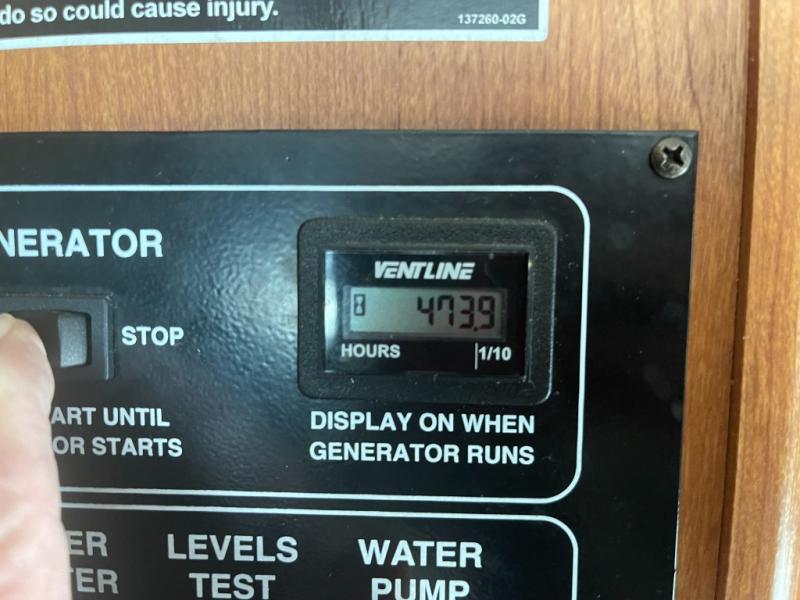 do so could cause injury.
137260-02G
NERATOR
VENTLINE
473.9
HOURS 1/10
STOP
ART UNTIL
OR STARTS
DISPLAY ON WHEN
GENERATOR RUNS
ER
TER
LEVELS
TEST
WATER
PUMP